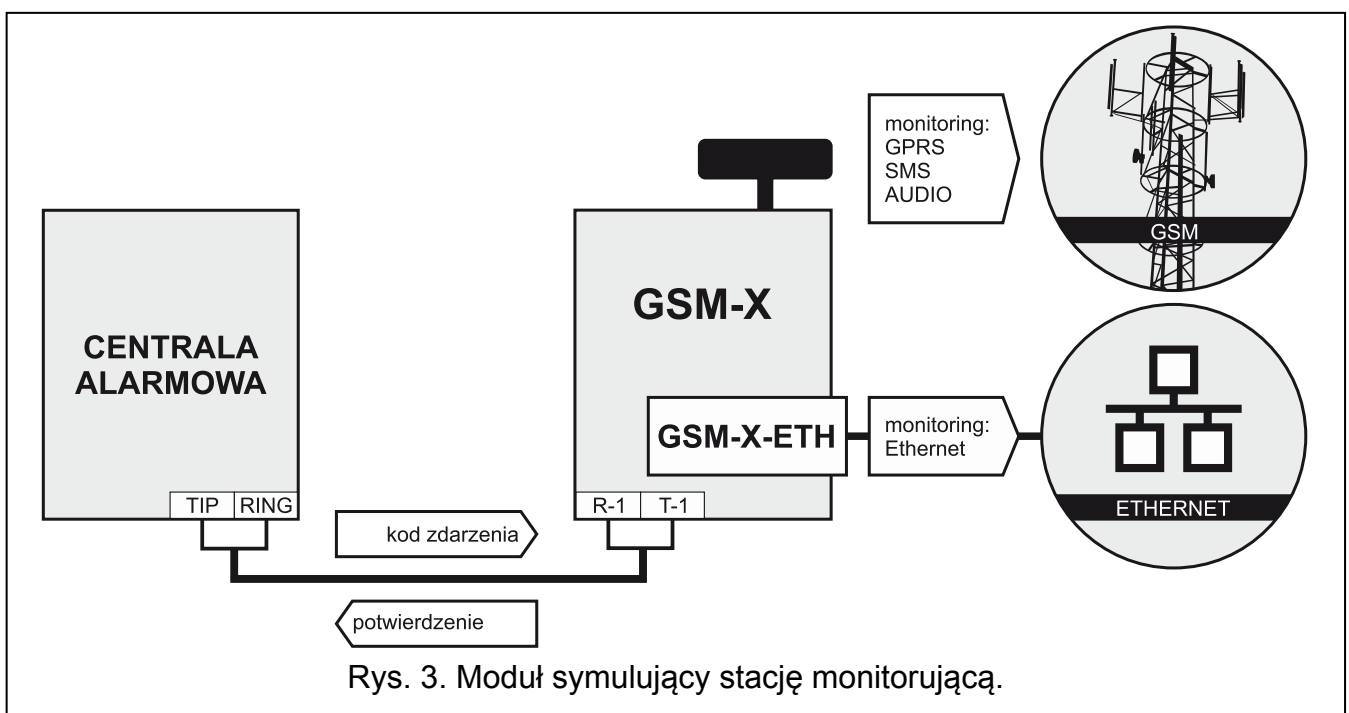 monitoring:
GPRS
SMS
AUDIO
GSM
CENTRALA
ALARMOWA
GSM-X
GSM-X-ETH
monitoring:
Ethernet
TIP
RING
R-1
T-1
ETHERNET
kod zdarzenia
potwierdzenie
Rys. 3. Moduł symulujący stację monitorującą.